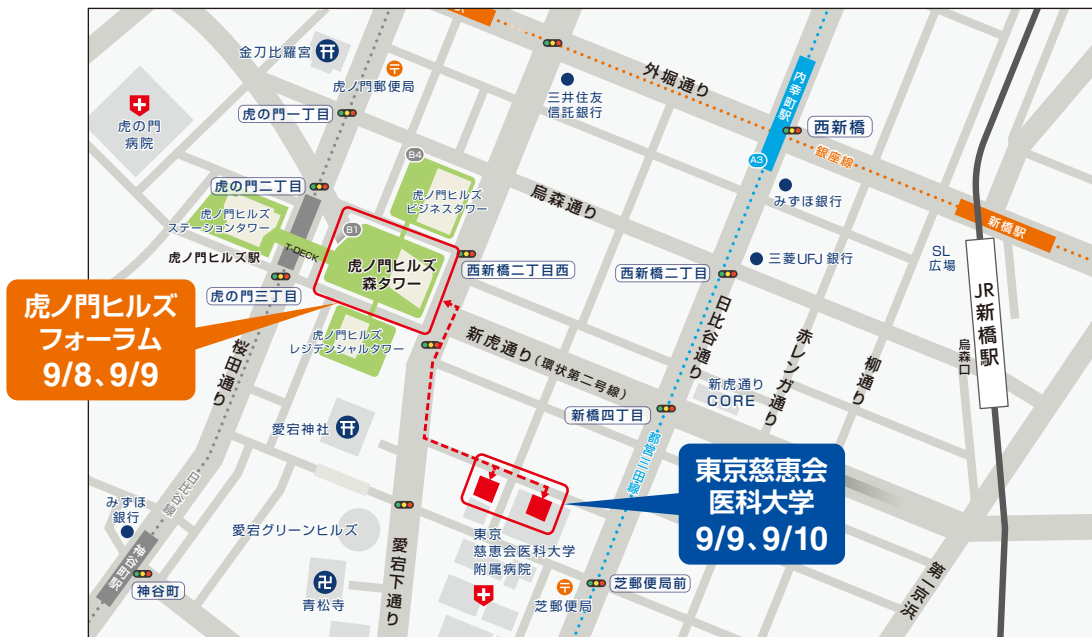 金刀比羅宮
虎ノ門郵便局
外堀通り
内幸町駅
三井住友
信託銀行
虎の門
病院
虎の門一丁目
西新橋
銀座線
B4
A3
虎の門二丁目
虎ノ門ヒルズ
ビジネスタワー
烏森通り
みずほ銀行
新橋駅
虎ノ門ヒルズ
ステーションタワー
B1
T-DECK
虎ノ門ヒルズ駅
虎ノ門ヒルズ
森タワー
西新橋二丁目西
西新橋二丁目
三菱UFJ銀行
SL
広場
JR新橋駅
烏森口
虎の門三丁目
虎ノ門ヒルズ
フォーラム
9/8、9/9
虎ノ門ヒルズ
レジデンシャルタワー
新虎通り(環状第二号線)
日比谷通り
赤レンガ通り
柳通り
桜田通り
新虎通り
CORE
新橋四丁目
愛宕神社
都営三田線
東京慈恵会
医科大学
9/9、9/10
日比谷線
みずほ
銀行
愛宕グリーンヒルズ
東京
慈恵会医科大学
附属病院
愛宕下通り
神谷町駅
神谷町
青松寺
芝郵便局
芝郵便局前
第一京浜